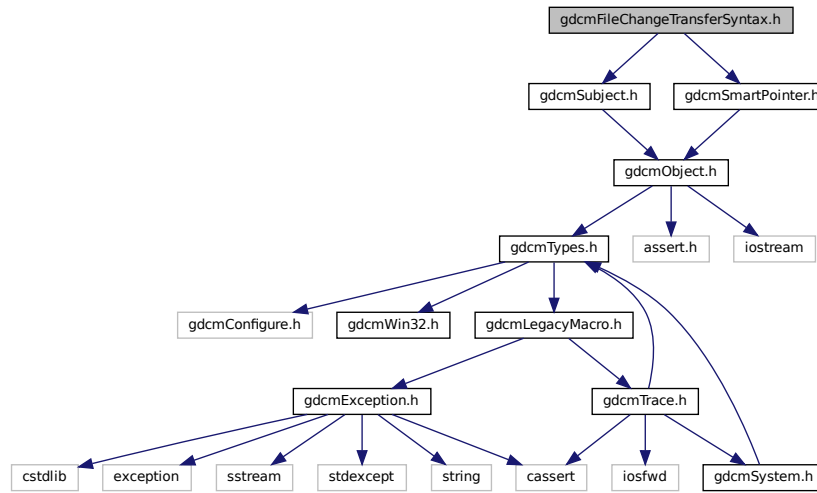 gdcmFileChangeTransferSyntax.h
gdcmSubject.h
gdcmSmartPointer.h
gdcmObject.h
gdcmTypes.h
assert.h
iostream
gdcmConfigure.h
gdcmWin32.h
gdcmLegacyMacro.h
gdcmException.h
gdcmTrace.h
cstdlib
exception
sstream
stdexcept
string
cassert
iosfwd
gdcmSystem.h